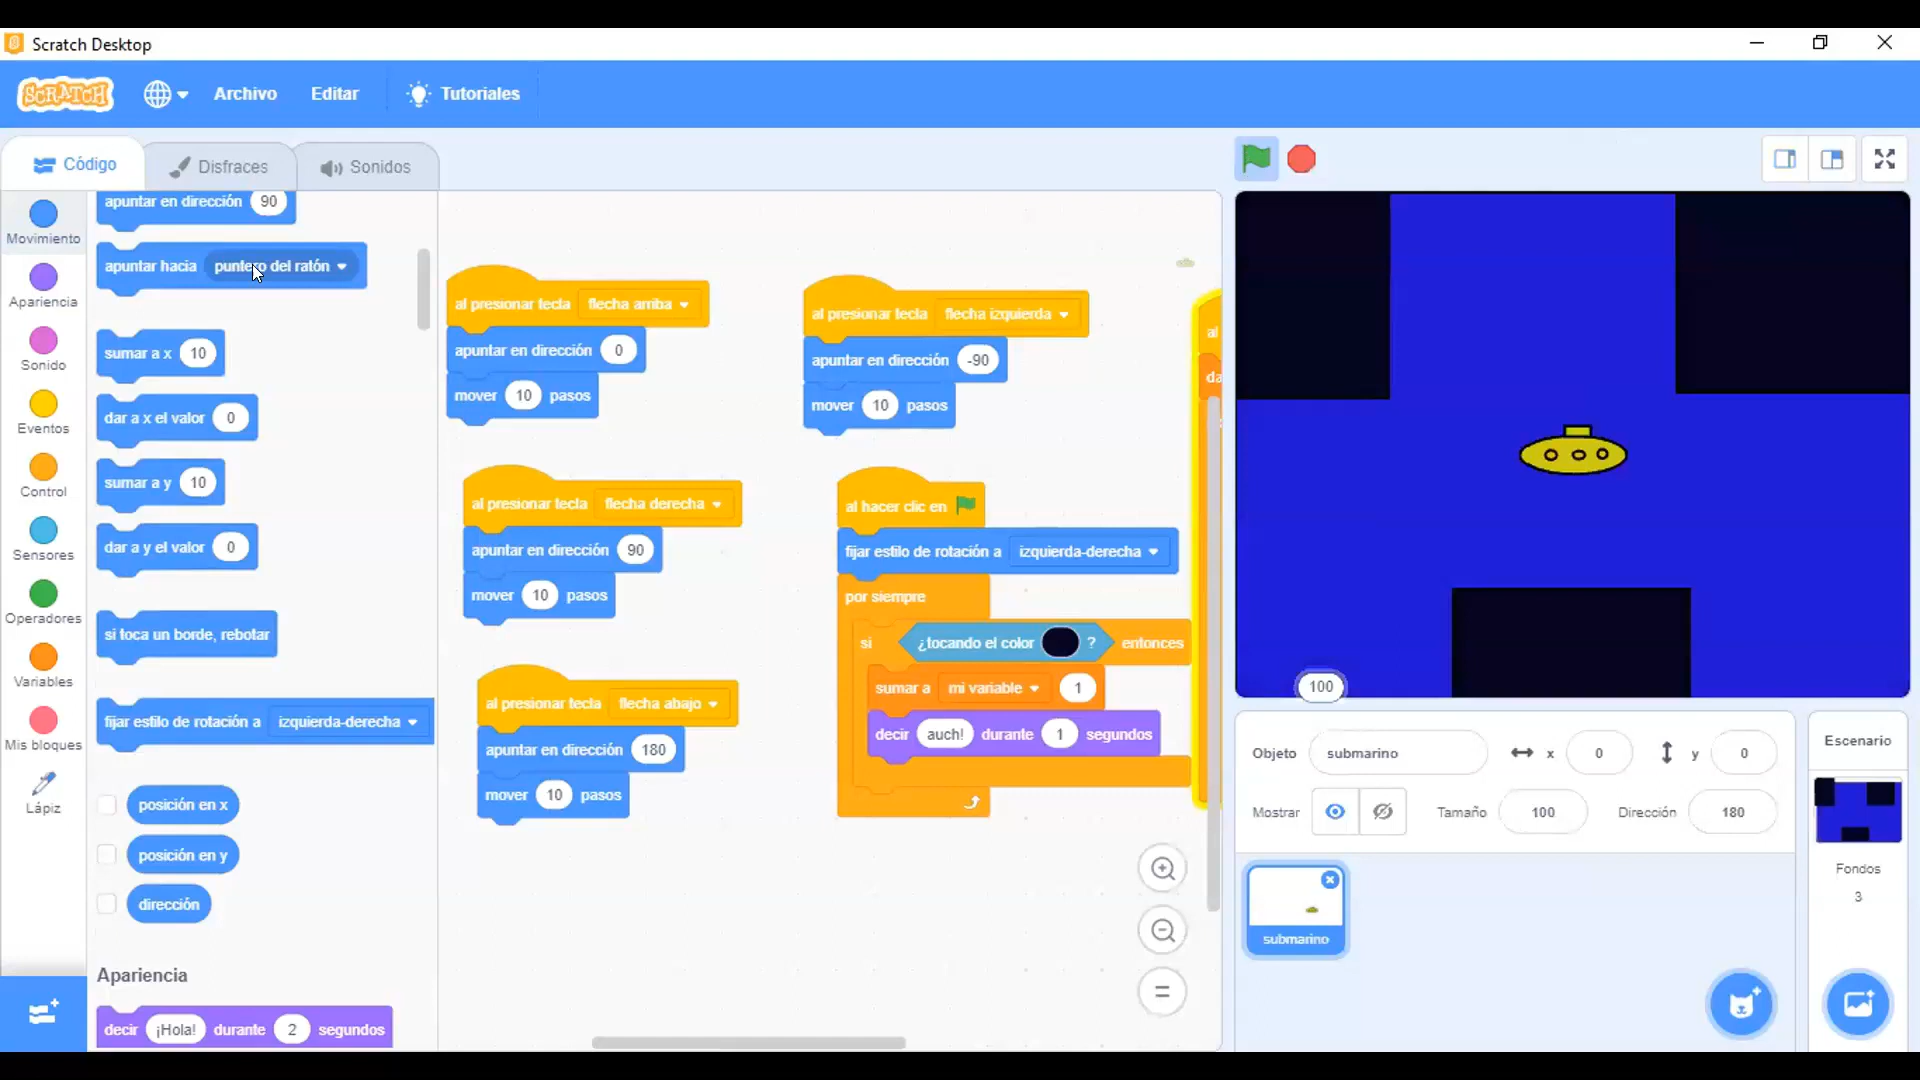 Scratch Desktop
SCRATCH
Archivo
Editar
Tutoriales
Código
Disfraces
Sonidos
Movimiento
Apariencia
Sonido
Eventos
Control
Sensores
Operadores
Variables
Mis bloques
Lápiz
apuntar en dirección 90
apuntar hacia puntero del ratón
sumar a x 10
dar a x el valor 0
sumar a y 10
dar a y el valor 0
si toca un borde, rebotar
fijar estilo de rotación a izquierda-derecha
posición en x
posición en y
dirección
Apariencia
decir ¡Hola! durante 2 segundos
al presionar tecla flecha arriba
apuntar en dirección 0
mover 10 pasos
al presionar tecla flecha derecha
apuntar en dirección 90
mover 10 pasos
al presionar tecla flecha abajo
apuntar en dirección 180
mover 10 pasos
al presionar tecla flecha izquierda
apuntar en dirección -90
mover 10 pasos
al hacer clic en
fijar estilo de rotación a izquierda-derecha
por siempre
si ¿tocando el color ? entonces
sumar a mi variable 1
decir auch! durante 1 segundos
al
da
100
Objeto submarino x 0 y 0
Mostrar Tamaño 100 Dirección 180
submarino
Escenario
Fondos
3